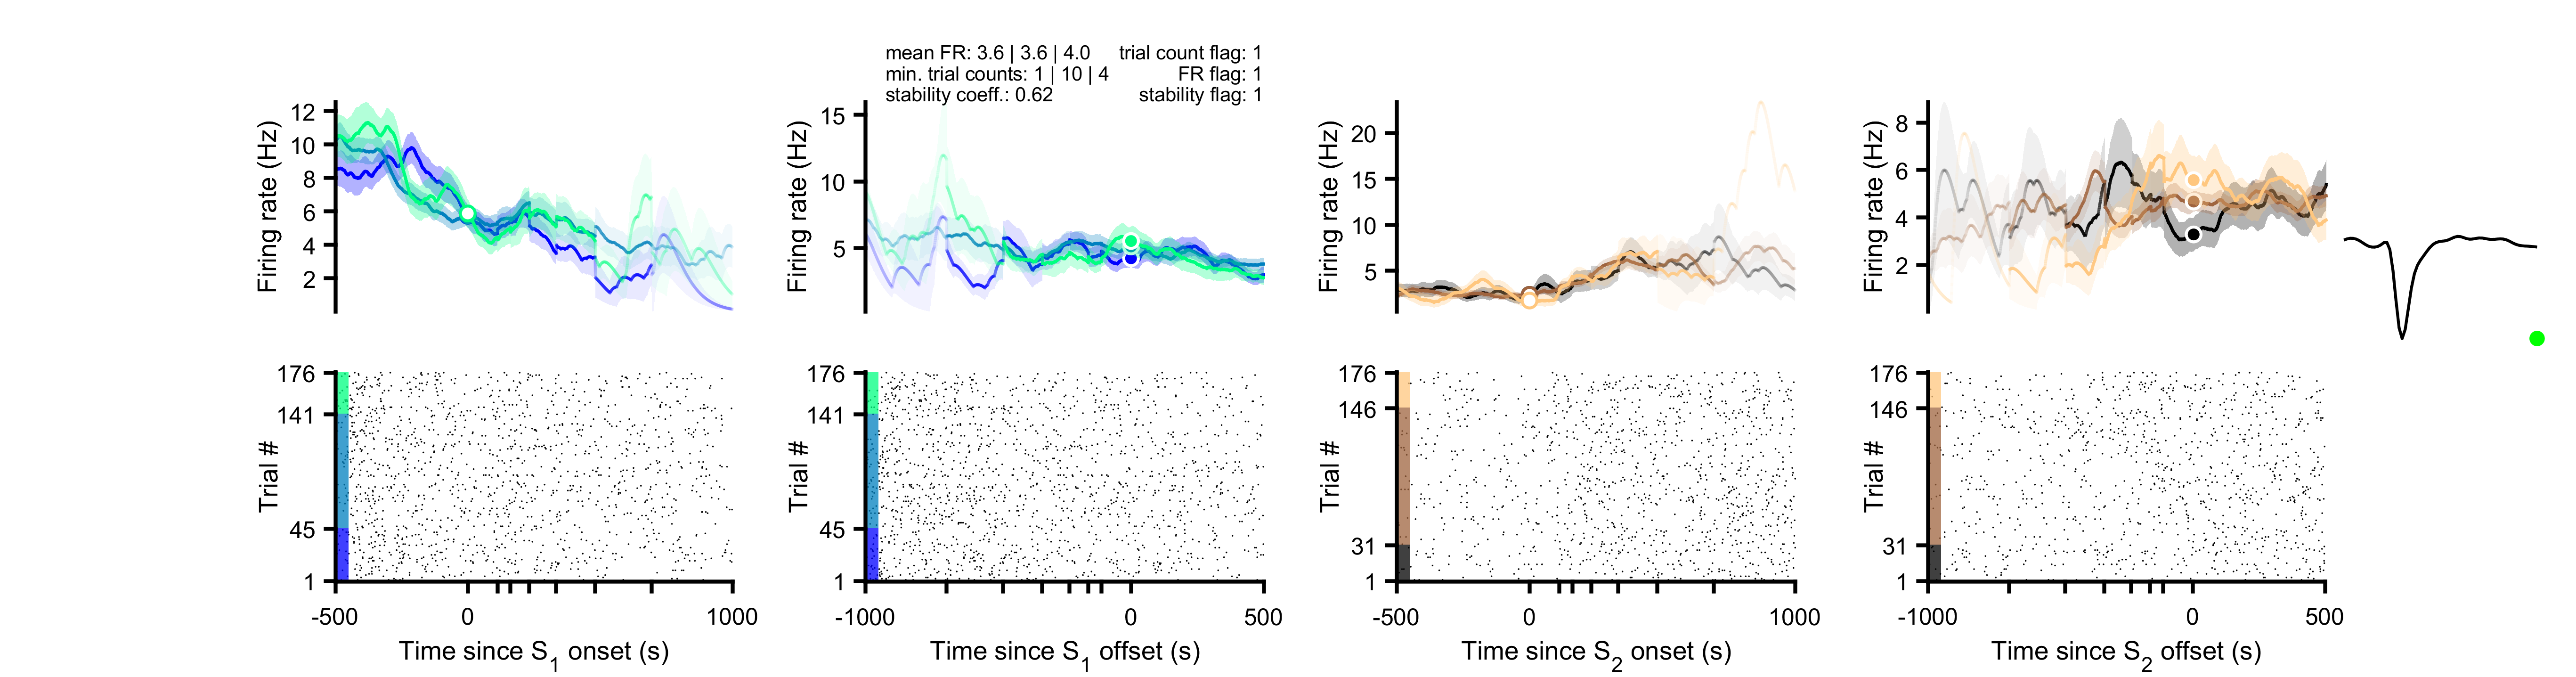 mean FR: 3.6 | 3.6 | 4.0 trial count flag: 1
min. trial counts: 1 | 10 | 4 FR flag: 1
stability coeff.: 0.62 stability flag: 1
Firing rate (Hz)
12
10
8
6
4
2
Firing rate (Hz)
15
10
5
Firing rate (Hz)
20
15
10
5
Firing rate (Hz)
8
6
4
2
Trial #
176
141
45
1
-500 0 1000
Time since S1 onset (s)
Trial #
176
141
45
1
-1000 0 500
Time since S1 offset (s)
Trial #
176
146
31
1
-500 0 1000
Time since S2 onset (s)
Trial #
176
146
31
1
-1000 0 500
Time since S2 offset (s)